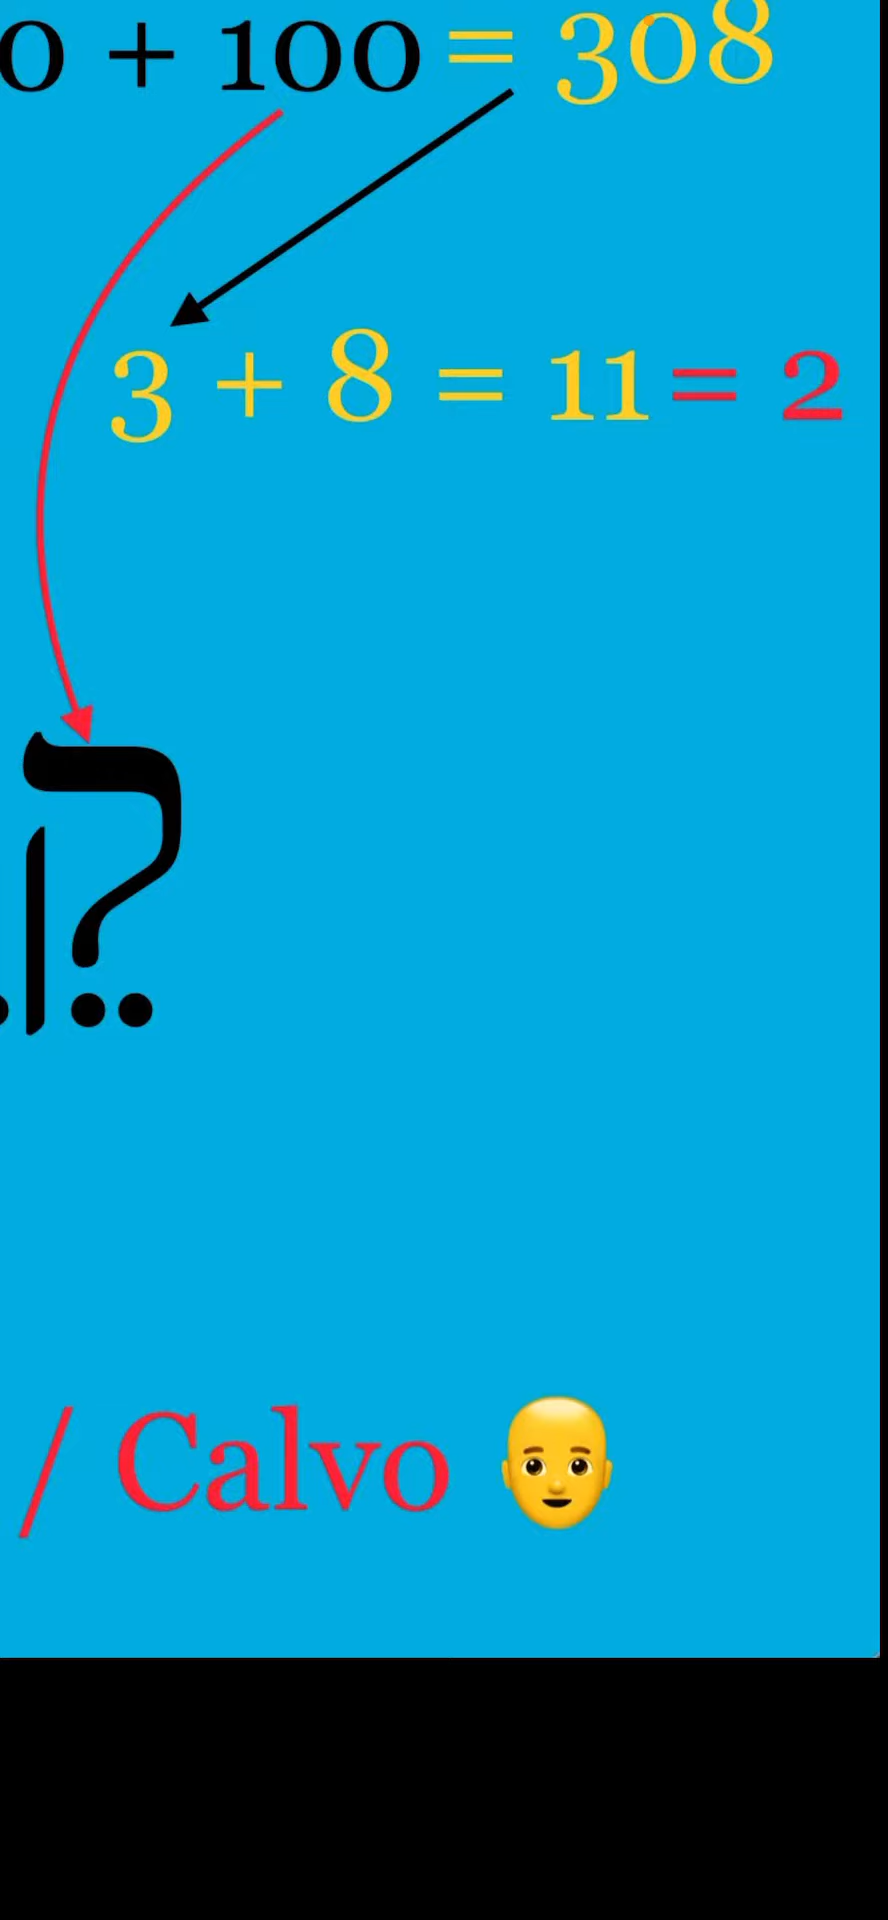 0 + 100 = 308
3 + 8 = 11 = 2
קֵ
/ Calvo